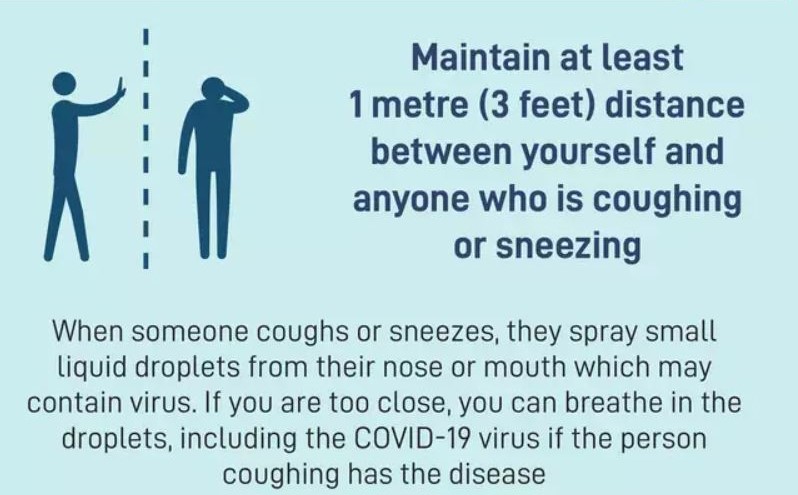 Maintain at least
1 metre (3 feet) distance
between yourself and
anyone who is coughing
or sneezing
When someone coughs or sneezes, they spray small
liquid droplets from their nose or mouth which may
contain virus. If you are too close, you can breathe in the
droplets, including the COVID-19 virus if the person
coughing has the disease